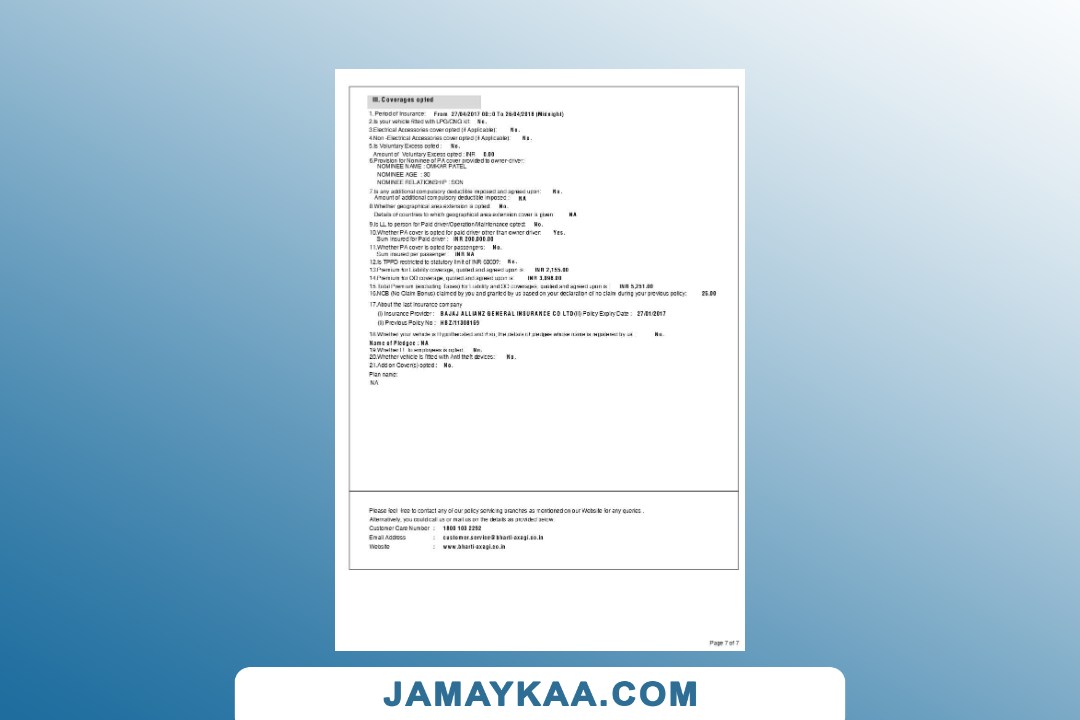 III. Coverages opted
1. Period of Insurance: From 27/04/2017 00::0 To 26/04/2018 (Midnight)
2.Is your vehicle fitted with LPG/CNG kit: No.
3.Electrical Accessories cover opted (If Applicable): No.
4.Non -Electrical Accessories cover opted (If Applicable): No.
5.Is Voluntary Excess opted : No.
Amount of Voluntary Excess opted : INR 0.00
6.Provision for Nominee of PA cover provided to owner-driver:
NOMINEE NAME : OMKAR PATEL
NOMINEE AGE : 30
NOMINEE RELATIONSHIP : SON
7.Is any additional compulsory deductible imposed and agreed upon: No.
Amount of additional compulsory deductible imposed : NA
8.Whether geographical area extension is opted No.
Details of countries to which geographical area extension cover is given NA
9.Is LL to person for Paid driver/Operation/Maintenance opted: No.
10.Whether PA cover is opted for paid driver other than owner driver: Yes.
Sum insured for Paid driver : INR 200,000.00
11.Whether PA cover is opted for passengers: No.
Sum insured per passenger INR NA
12.Is TPPD restricted to statutory limit of INR 6000?: No.
13.Premium for Liability coverage, quoted and agreed upon is INR
14.Premium for OD coverage, quoted and agreed upon is INR
15.Total Premium (excluding Taxes) for Liability and OD coverages, quoted and agreed upon is : INR
16.NCB (No Claim Bonus) claimed by you and granted by us based on your declaration of no claim during your previous policy: 25.00
17.About the last insurance company
(i) Insurance Provider : BAJAJ ALLIANZ GENERAL INSURANCE CO LTD(ii) Policy Expiry Date : 27/01/2017
(ii) Previous Policy No :
18.Whether your vehicle is Hypothecated and if so, the details of pledgee whose name is registered by us No.
Name of Pledgee : NA
19.Whether LL to employees is opted No.
20.Whether vehicle is fitted with Anti theft devices: No.
21.Add on Cover(s) opted : No.
Plan name:
NA
Please feel free to contact any of our policy servicing branches as mentioned on our Website for any queries .
Alternatively, you could call us or mail us on the details as provided below
Customer Care Number : 1800 103 2292
Email Address : customer.service@bharti-axagi.co.in
Website : www.bharti-axagi.co.in
Page 7 of 7
JAMAYKAA.COM